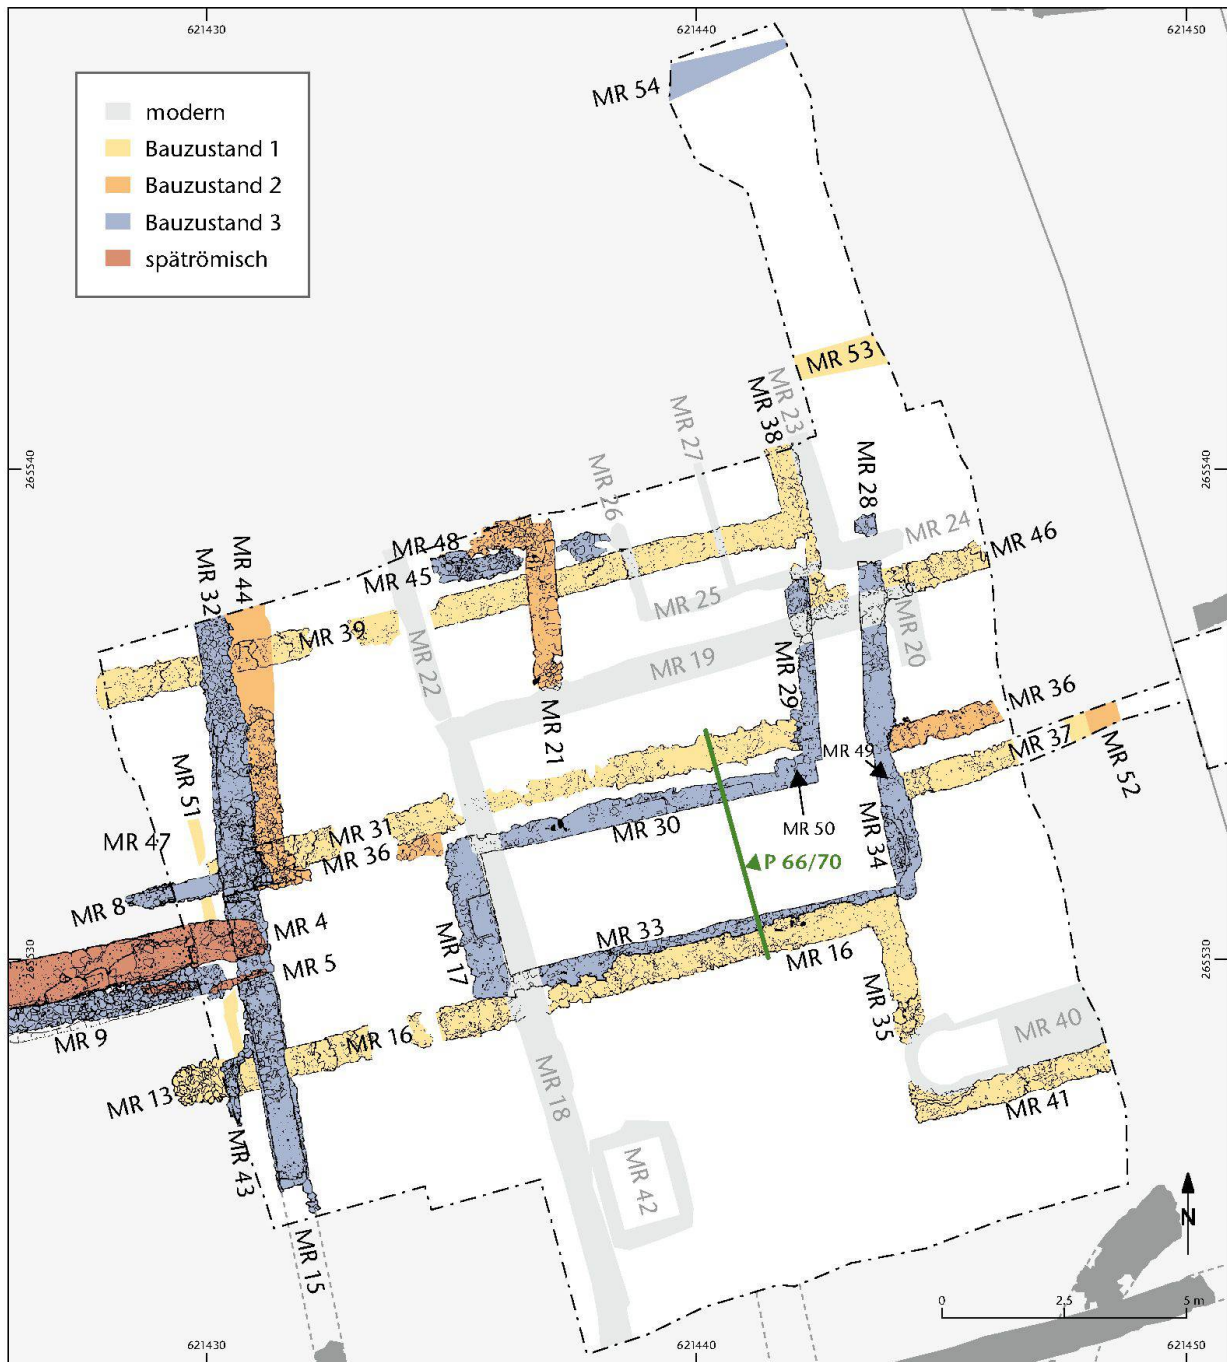 621430
621440
621450
MR 54
modern
Bauzustand 1
Bauzustand 2
Bauzustand 3
spätrömisch
MR 53
MR 23
MR 38
MR 27
265540
265540
MR 26
MR 28
MR 24
MR 46
MR 48
MR 45
MR 44
MR 32
MR 25
MR 39
MR 22
MR 19
MR 20
MR 29
MR 36
MR 21
MR 37
MR 49
MR 52
MR 51
MR 31
MR 30
MR 50
MR 47
MR 36
MR 34
P 66/70
MR 8
MR 4
MR 33
MR 17
MR 16
265530
265530
MR 5
MR 9
MR 16
MR 35
MR 40
MR 13
MR 18
MR 41
MR 43
MR 42
N
MR 15
0
2,5
5 m
621430
621440
621450